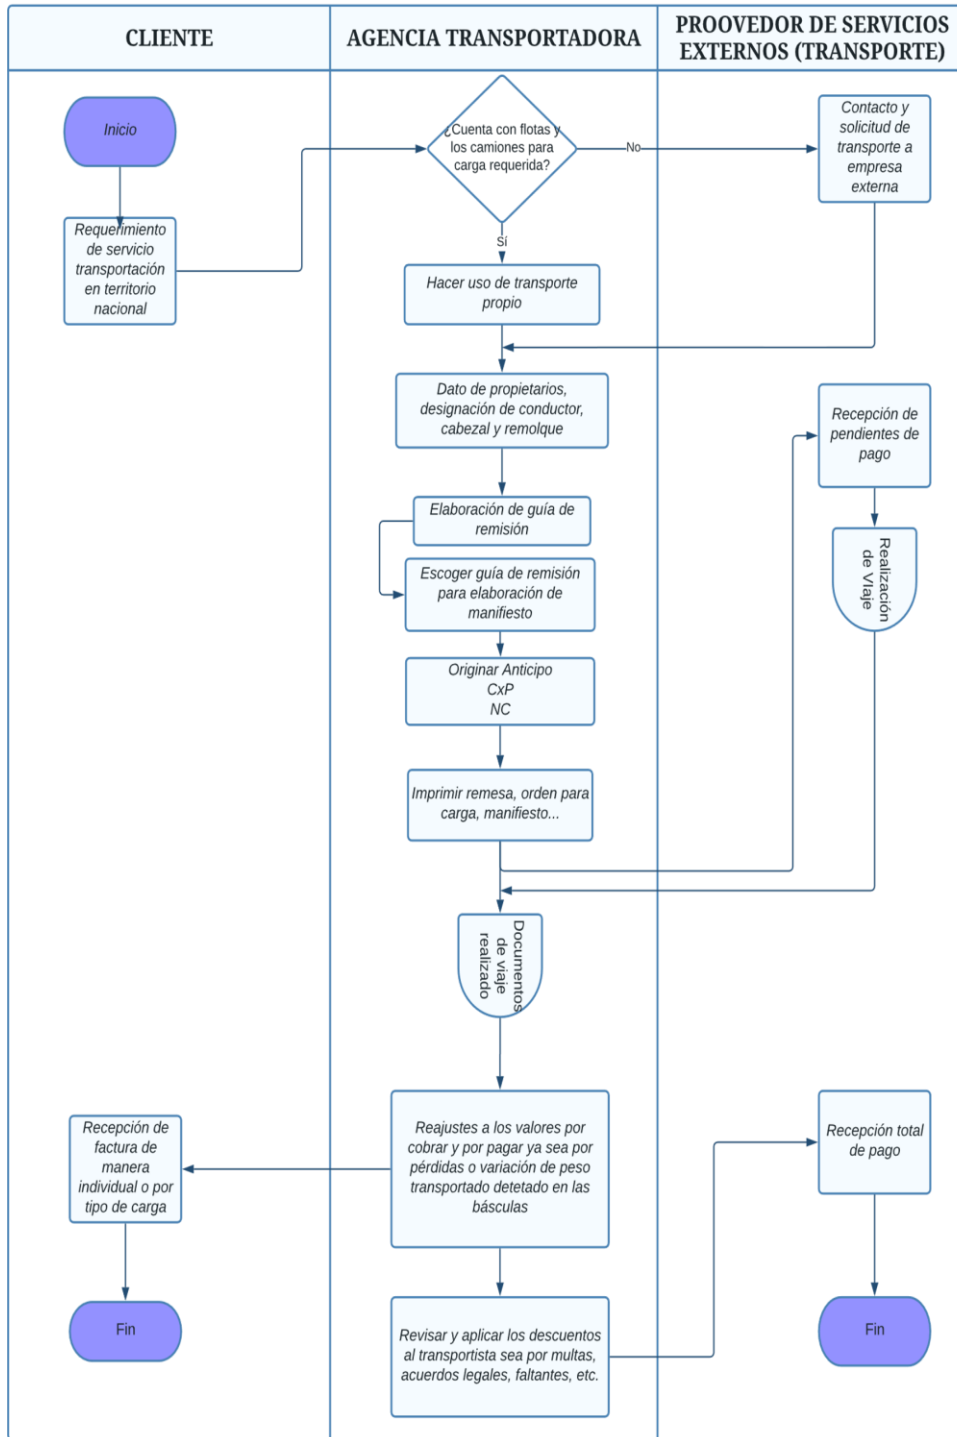 CLIENTE
AGENCIA TRANSPORTADORA
PROOVEDOR DE SERVICIOS
EXTERNOS (TRANSPORTE)
Inicio
Requerimiento
de servicio
transportación
en territorio
nacional
¿Cuenta con flotas y
los camiones para
carga requerida?
No
Contacto y
solicitud de
transporte a
empresa
externa
Sí
Hacer uso de transporte
propio
Dato de propietarios,
designación de conductor,
cabezal y remolque
Elaboración de guía de
remisión
Escoger guía de remisión
para elaboración de
manifiesto
Originar Anticipo
CxP
NC
Imprimir remesa, orden para
carga, manifiesto...
Recepción de
pendientes de
pago
Realización
de VIaje
Documentos
de viaje
realizado
Reajustes a los valores por
cobrar y por pagar ya sea por
pérdidas o variación de peso
transportado detetado en las
básculas
Recepción de
factura de
manera
individual o por
tipo de carga
Fin
Revisar y aplicar los descuentos
al transportista sea por multas,
acuerdos legales, faltantes, etc.
Recepción total
de pago
Fin